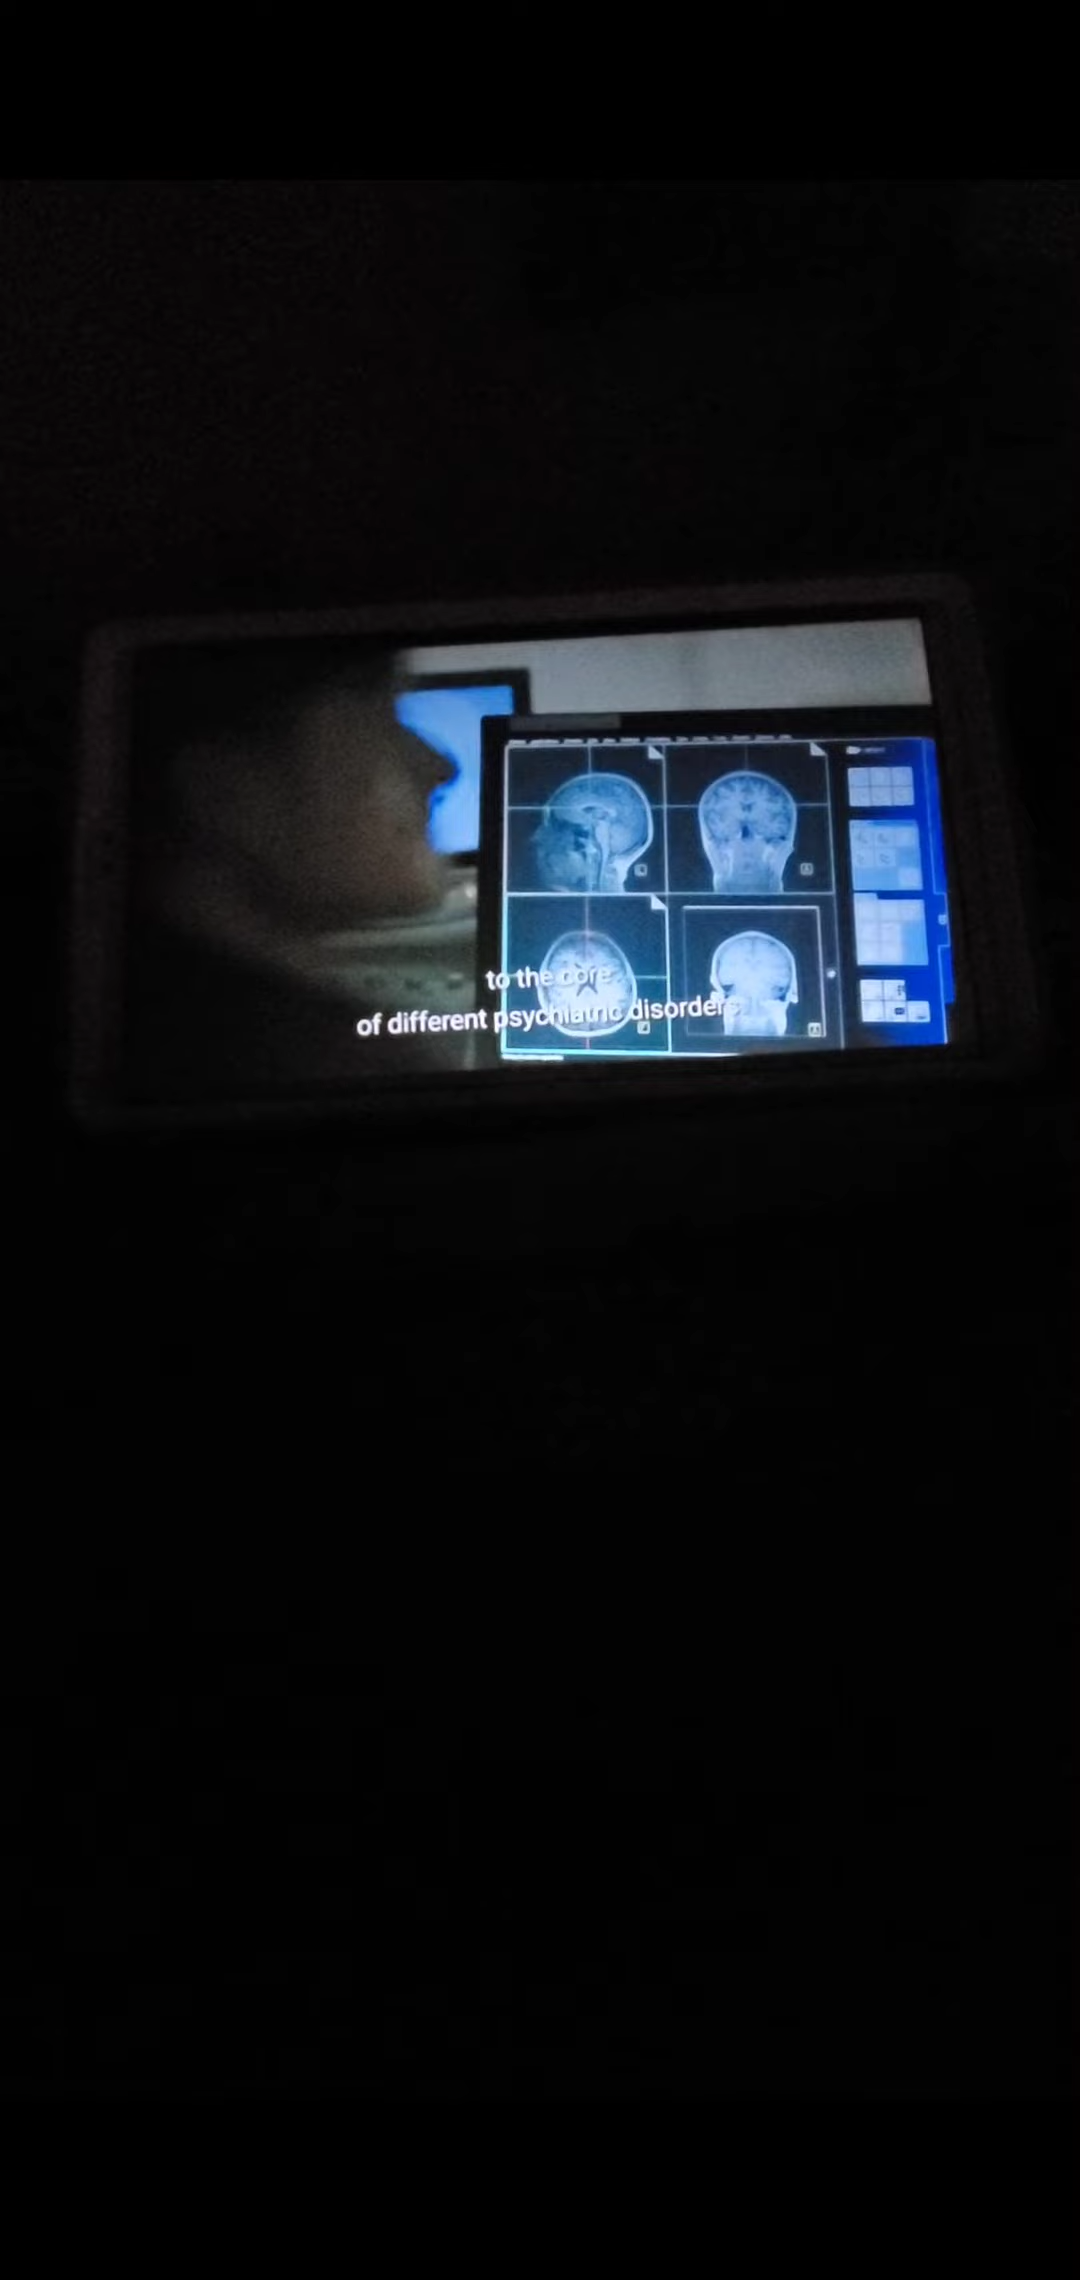 to the core
of different psychiatric disorders